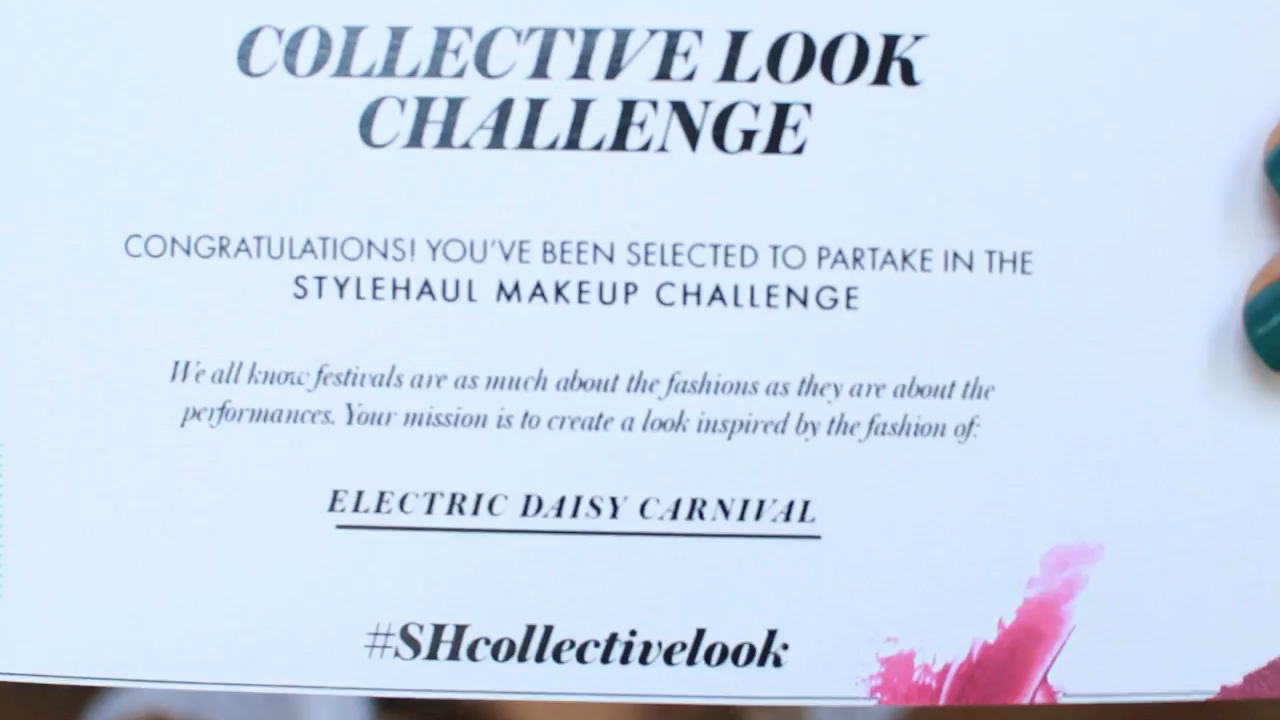 COLLECTIVE LOOK
CHALLENGE
CONGRATULATIONS! YOU'VE BEEN SELECTED TO PARTAKE IN THE
STYLEHAUL MAKEUP CHALLENGE
We all know festivals are as much about the fashions as they are about the
performances. Your mission is to create a look inspired by the fashion of:
ELECTRIC DAISY CARNIVAL
#SHcollectivelook